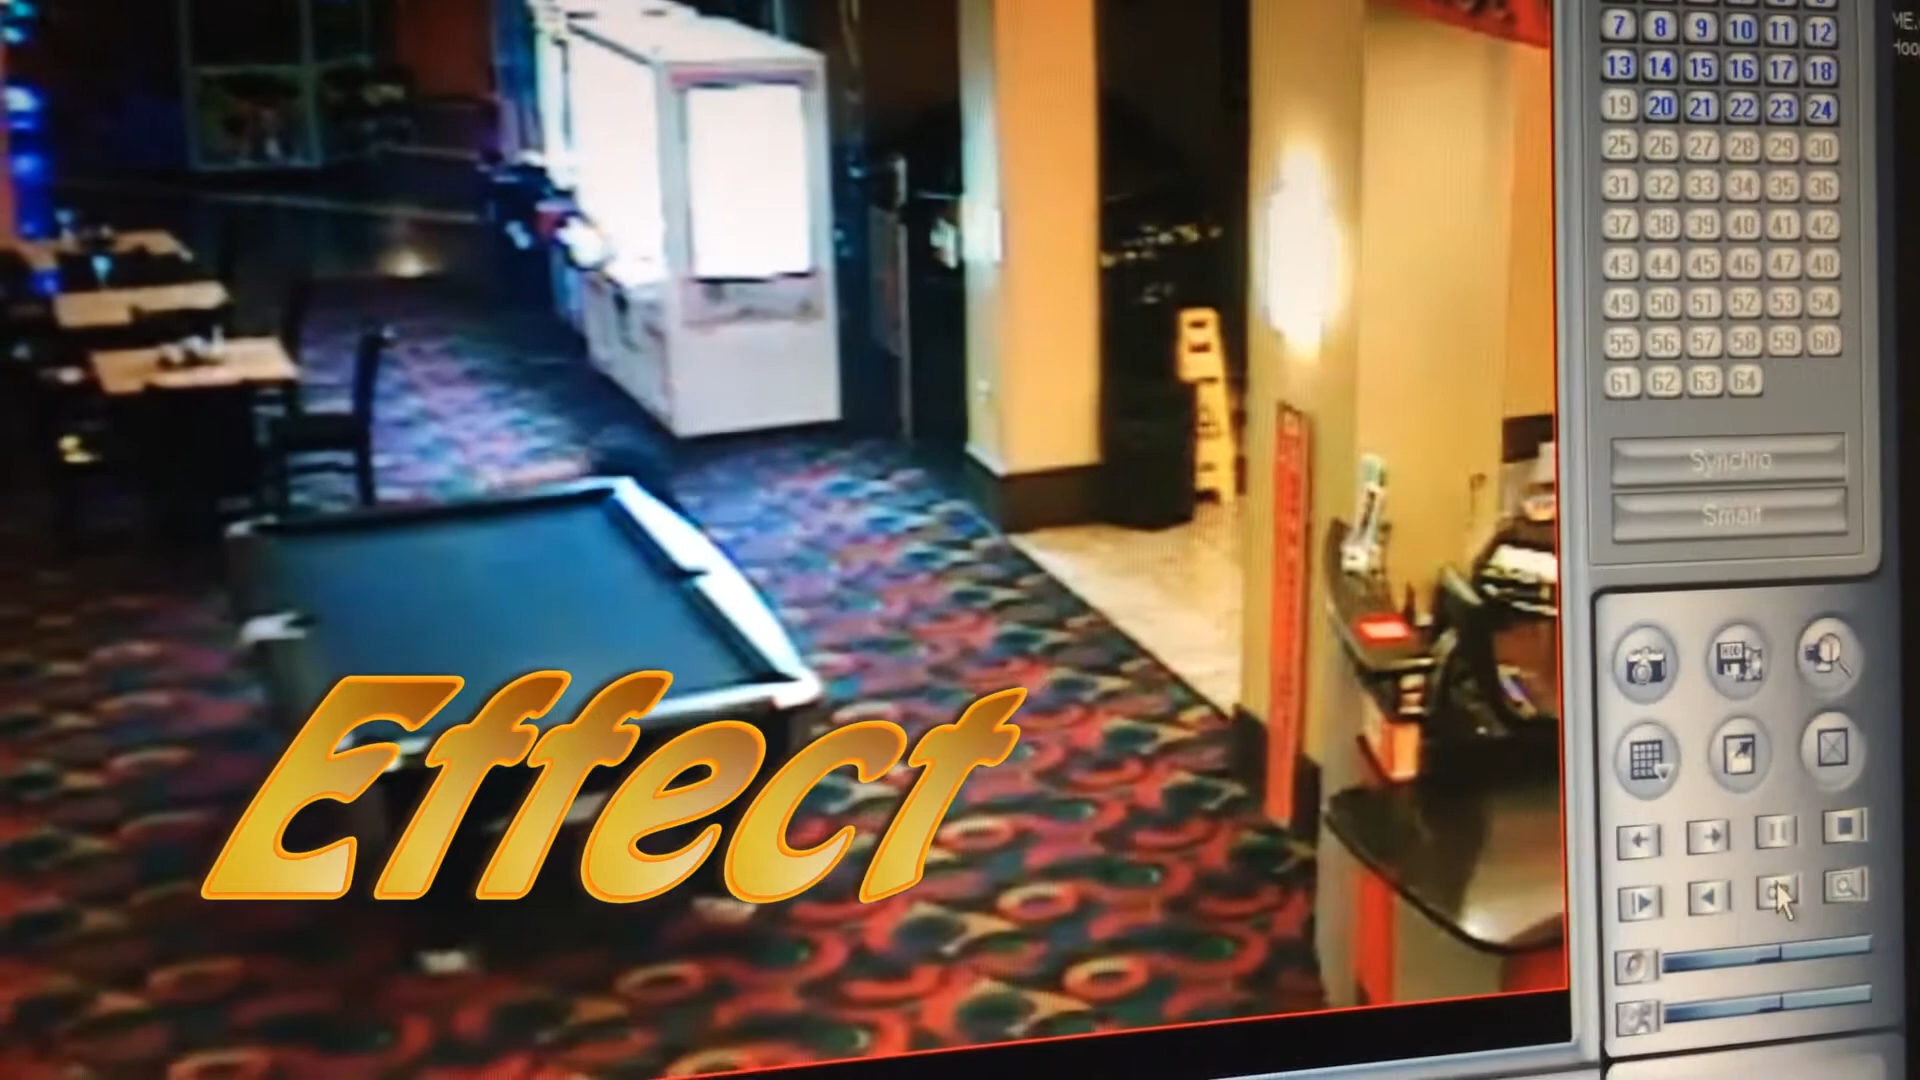 7 8 9 10 11 12
13 14 15 16 17 18
19 20 21 22 23 24
25 26 27 28 29 30
31 32 33 34 35 36
37 38 39 40 41 42
43 44 45 46 47 48
49 50 51 52 53 54
55 56 57 58 59 60
61 62 63 64
Synchro
Smart
HDD
Effect